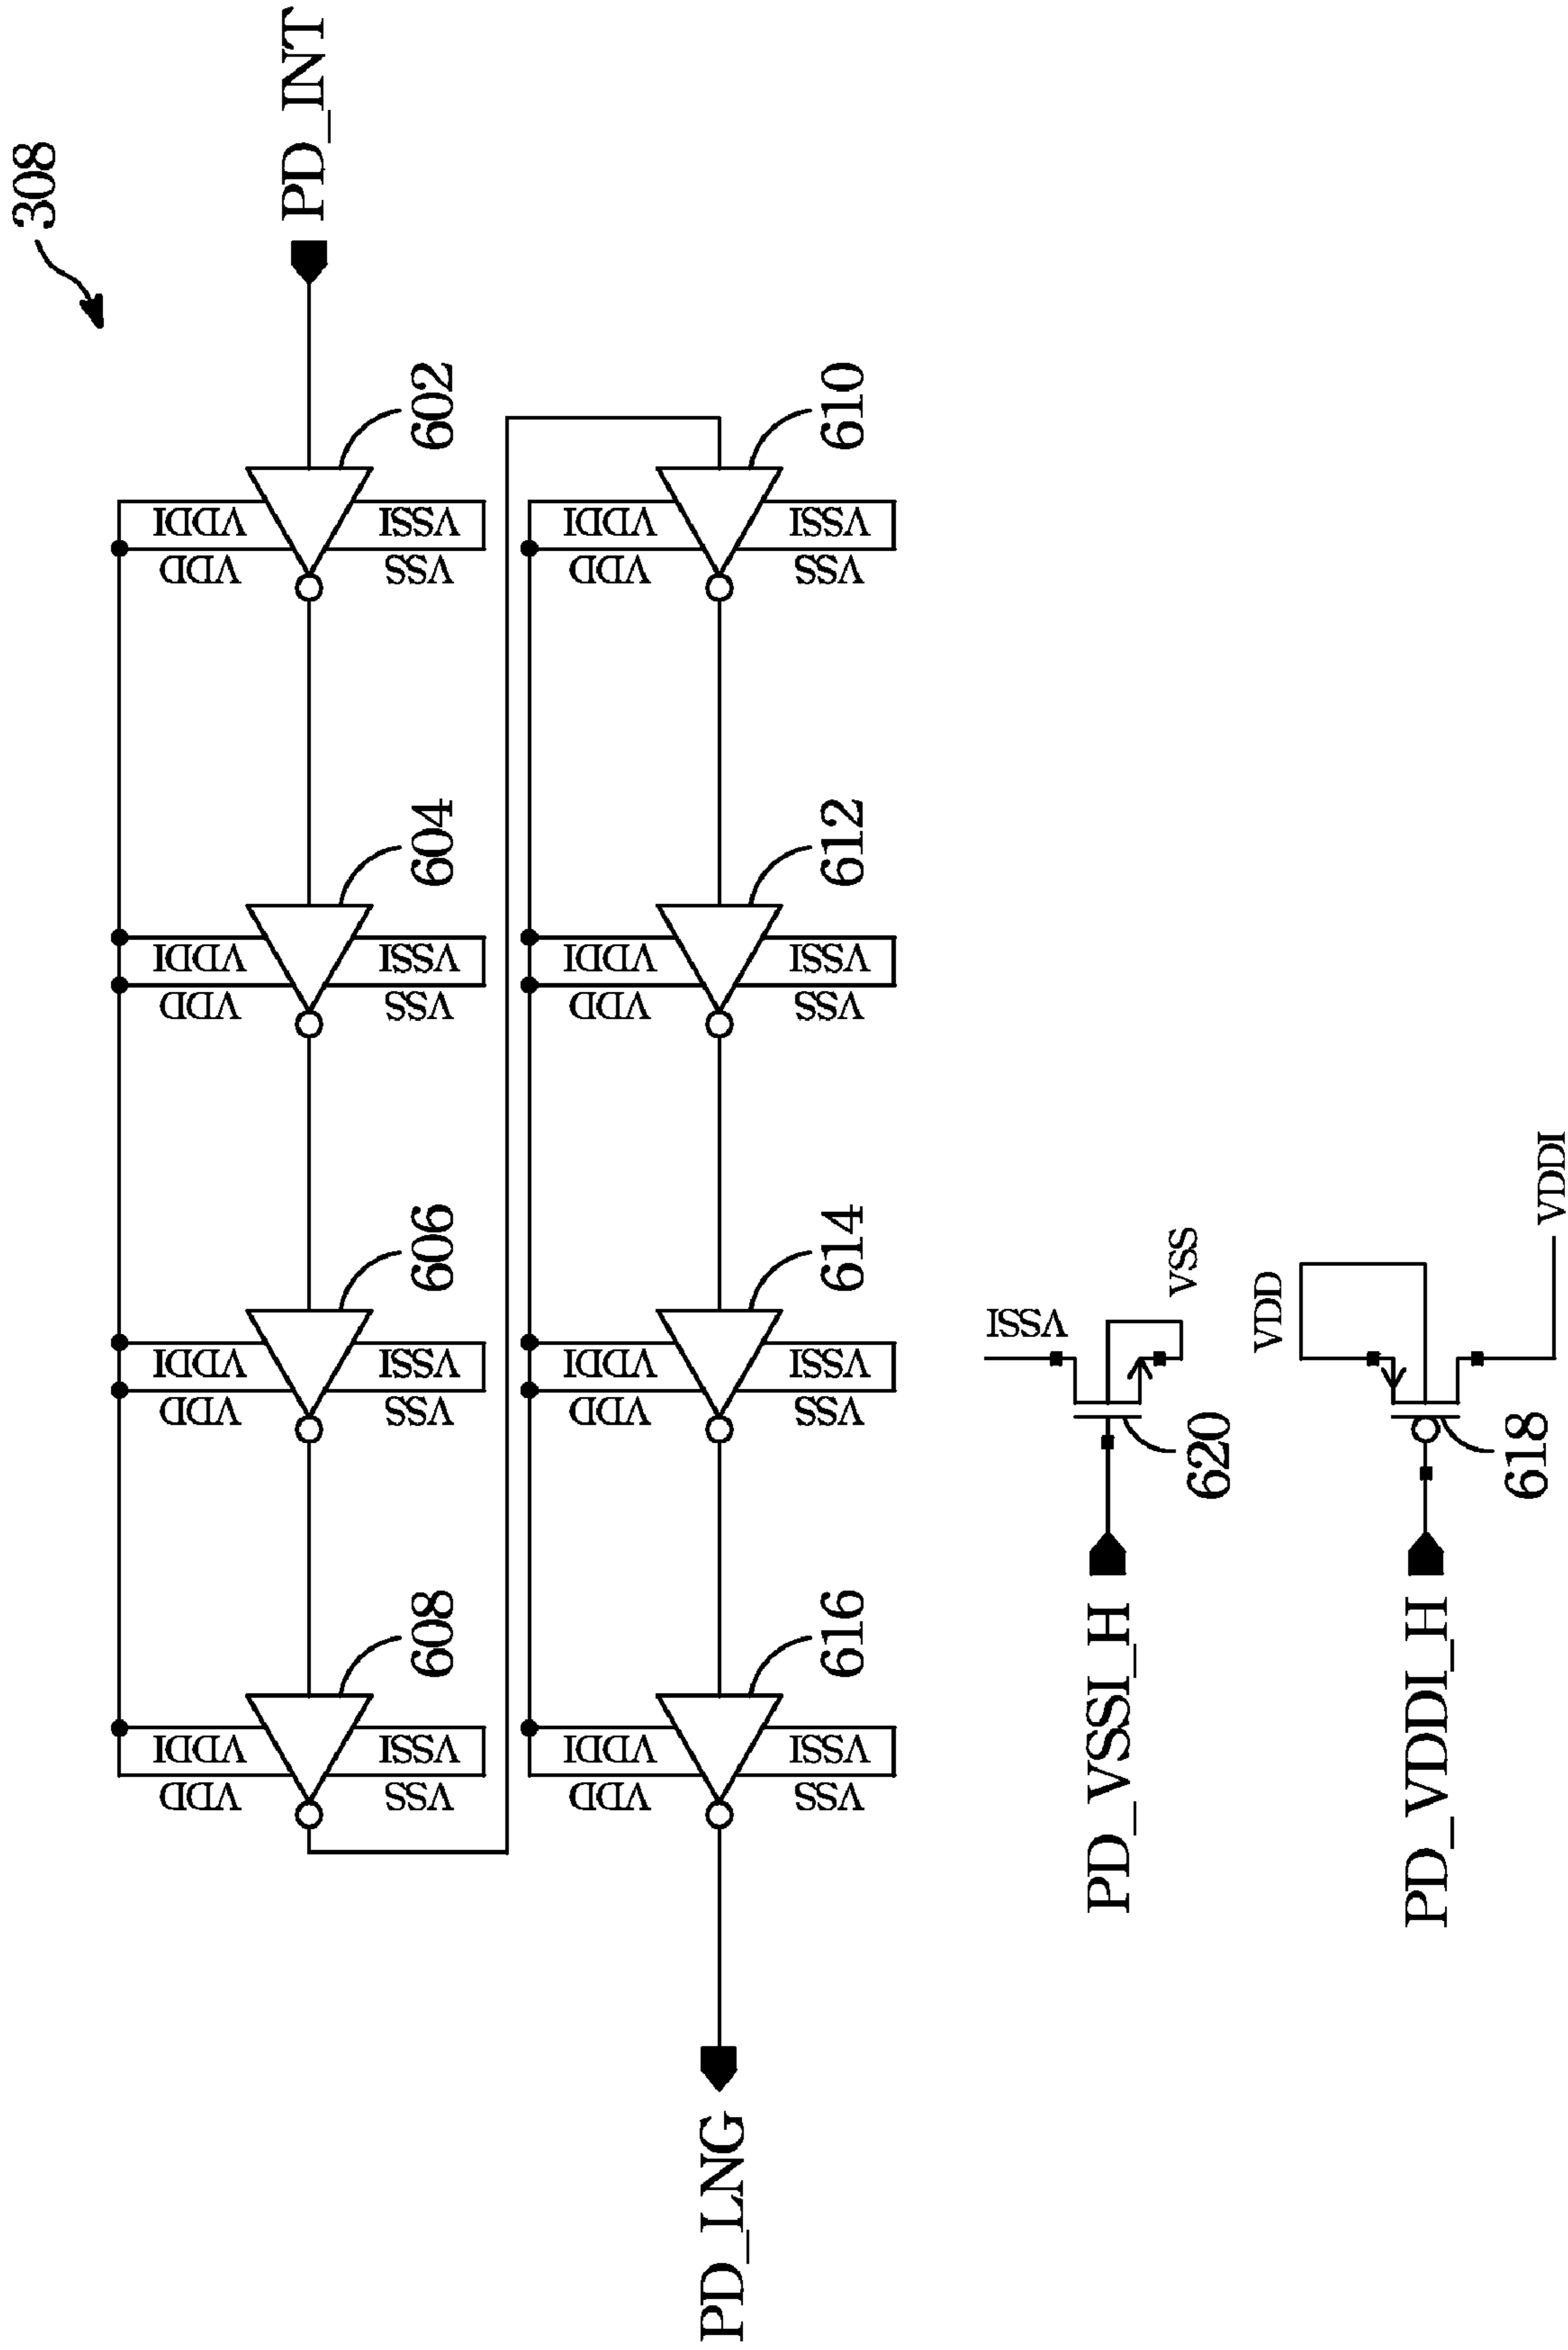 308
PD_INT
602
610
VDDI
VSSI
VDDI
VSSI
VDD
VSS
VDD
VSS
604
612
VDDI
VSSI
VDDI
VSSI
VDD
VSS
VDD
VSS
606
614
VSSI
VSS
VDD
VDDI
VDDI
VSSI
VDDI
VSSI
VDD
VSS
VDD
VSS
620
618
608
616
PD_VSSI_H
PD_VDDI_H
VDDI
VSSI
VDDI
VSSI
VDD
VSS
VDD
VSS
PD_LNG